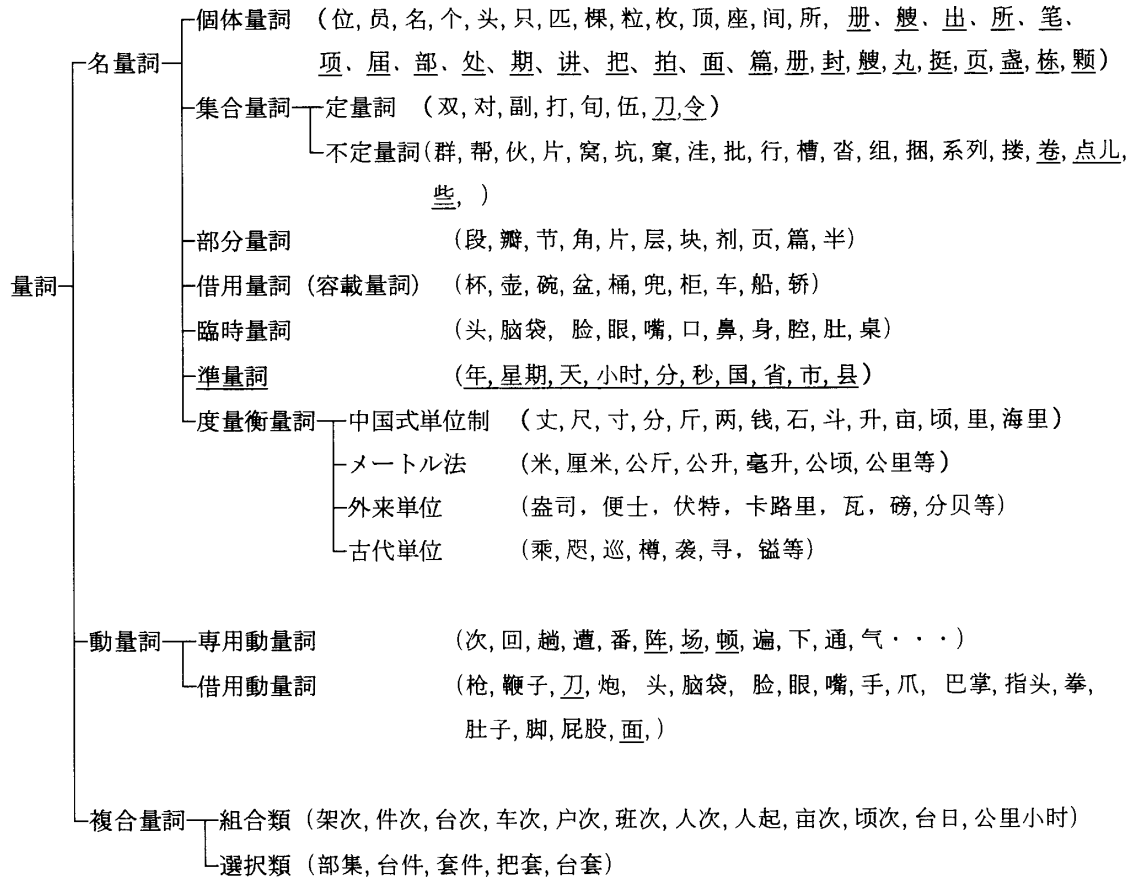 個体量詞 (位,员,名,个,头,只,匹,棵,粒,枚,顶,座,间,所, 册、艘、出、所、笔、
名量詞 项、届、部、处、期、讲、把、拍、面、篇,册,封,艘,丸,挺,页,盏,栋,颗)
集合量詞 定量詞 (双,对,副,打,旬,伍,刀,令)
不定量詞(群,帮,伙,片,窝,坑,窠,洼,批,行,槽,沓,组,捆,系列,搂,卷,点儿,
些, )
部分量詞 (段,瓣,节,角,片,层,块,剂,页,篇,半)
量詞 借用量詞 (容載量詞) (杯,壶,碗,盆,桶,兜,柜,车,船,轿)
臨時量詞 (头,脑袋, 脸,眼,嘴,口,鼻,身,腔,肚,桌)
準量詞 (年,星期,天,小时,分,秒,国,省,市,县)
度量衡量詞 中国式単位制 (丈,尺,寸,分,斤,两,钱,石,斗,升,亩,顷,里,海里)
メートル法 (米,厘米,公斤,公升,毫升,公顷,公里等)
外来単位 (盎司，便士，伏特，卡路里，瓦，磅,分贝等)
古代単位 (乘,咫,巡,樽,袭,寻，镒等)
動量詞 専用動量詞 (次,回,趟,遭,番,阵,场,顿,遍,下,通,气・・・)
借用動量詞 (枪,鞭子,刀,炮, 头,脑袋, 脸,眼,嘴,手,爪, 巴掌,指头,拳,
肚子,脚,屁股,面,)
複合量詞 組合類 (架次,件次,台次,车次,户次,班次,人次,人起,亩次,顷次,台日,公里小时)
選択類 (部集,台件,套件,把套,台套)